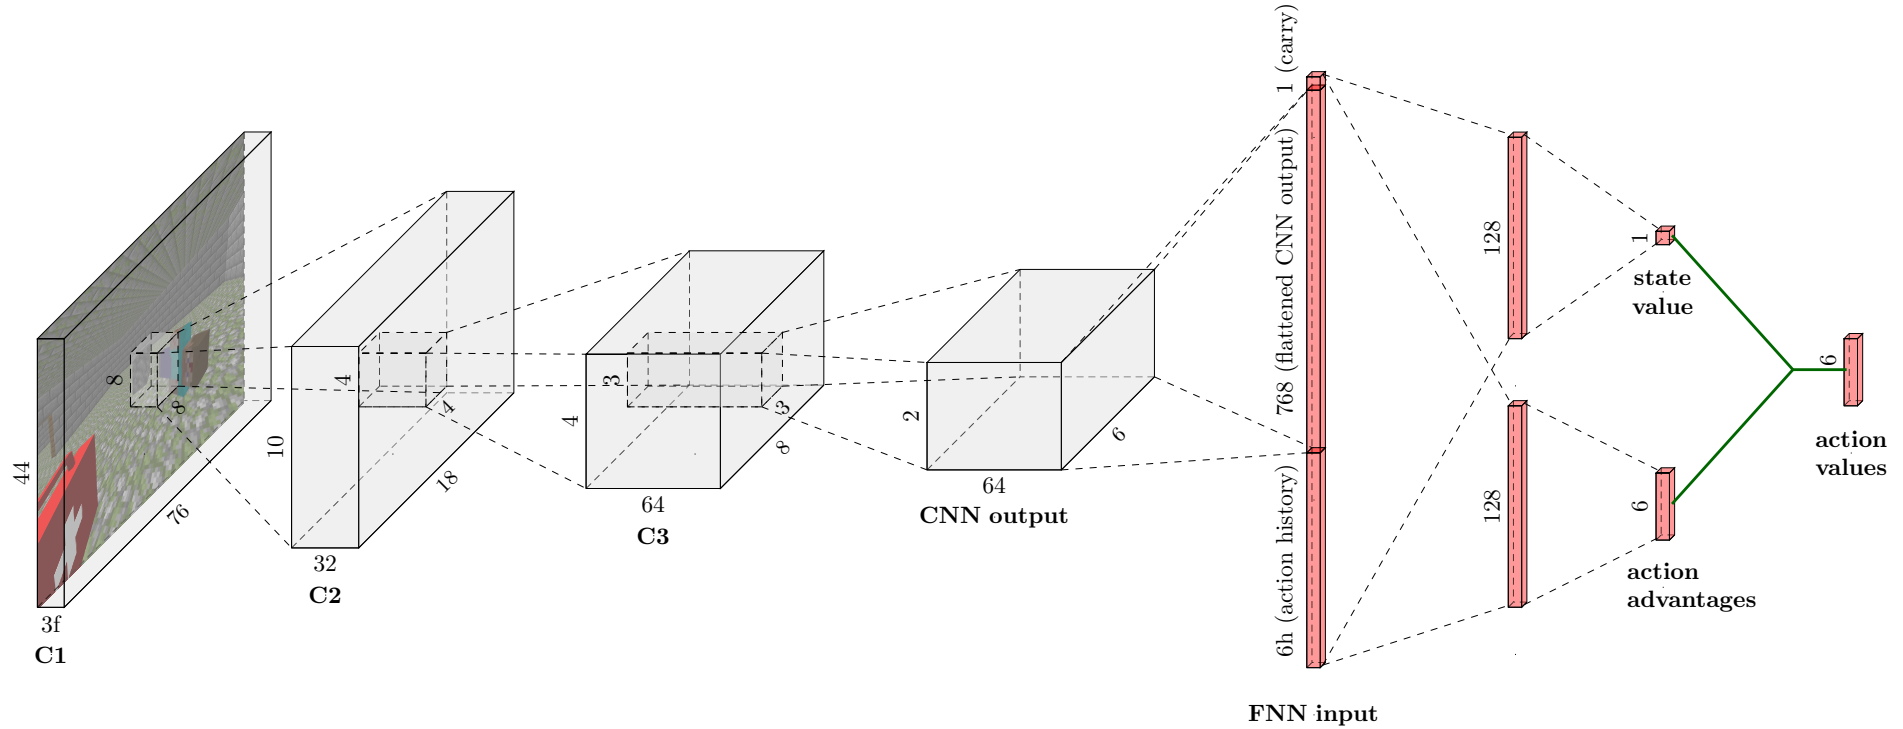 44
76
8
8
3f
C1
10
18
4
4
32
C2
4
8
3
3
64
C3
2
6
64
CNN output
1 (carry)
768 (flattened CNN output)
6h (action history)
FNN input
128
128
1
state
value
6
action
advantages
6
action
values